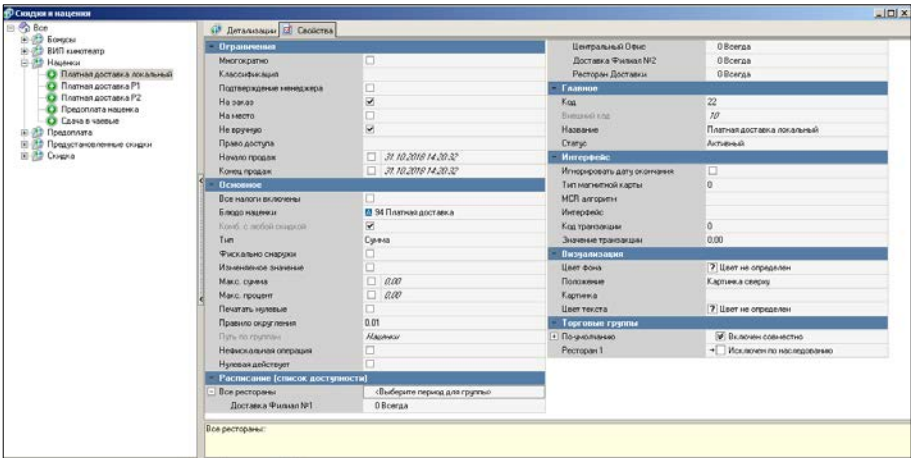 Скидки и наценки
Все
Бонусы
ВИП кинотеатр
Наценки
Платная доставка локальный
Платная доставка Р1
Платная доставка Р2
Предоплата наценка
Сдача в чаевые
Предоплата
Предустановленные скидки
Скидка
Детализации Свойства
Ограничения
Многократно
Классификация
Подтверждение менеджера
На заказ
На место
Не вручную
Право доступа
Начало продаж 31.10.2018 14:20:32
Конец продаж 31.10.2018 14:20:32
Основное
Все налоги включены
Блюдо наценки 94 Платная доставка
Комб. с любой скидкой
Тип Сумма
Фискально снаружи
Изменяемое значение
Макс. сумма 0,00
Макс. процент 0,00
Печатать нулевые
Правило округления 0.01
Путь по группам Наценки
Нефискальная операция
Нулевая действует
Расписание (список доступности)
Все рестораны <Выберите период для группы>
Доставка Филиал №1 0 Всегда
Центральный Офис 0 Всегда
Доставка Филиал №2 0 Всегда
Ресторан Доставки 0 Всегда
Главное
Код 22
Внешний код 10
Название Платная доставка локальный
Статус Активный
Интерфейс
Игнорировать дату окончания
Тип магнитной карты 0
MCR алгоритм
Интерфейс
Код транзакции 0
Значение транзакции 0,00
Визуализация
Цвет фона ? Цвет не определен
Положение Картинка сверху
Картинка
Цвет текста ? Цвет не определен
Торговые группы
По-умолчанию Включен совместно
Ресторан 1 Исключен по наследованию
Все рестораны: